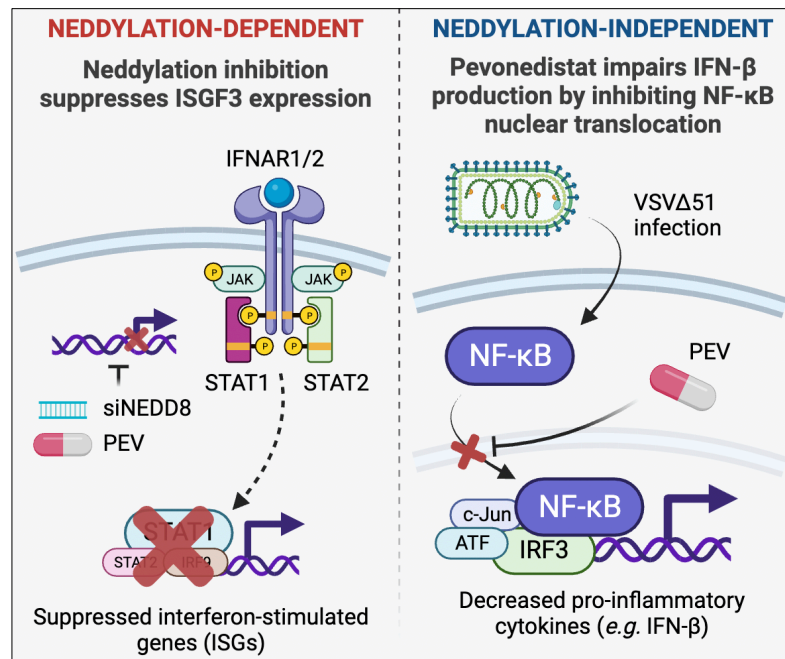 NEDDYLATION-DEPENDENT
Neddylation inhibition
suppresses ISGF3 expression
IFNAR1/2
P
JAK
JAK
P
P
P
P
P
STAT1
STAT2
siNEDD8
PEV
STAT1
STAT2
IRF9
Suppressed interferon-stimulated
genes (ISGs)
NEDDYLATION-INDEPENDENT
Pevonedistat impairs IFN-β
production by inhibiting NF-κB
nuclear translocation
VSVΔ51
infection
NF-κB
PEV
c-Jun
NF-κB
ATF
IRF3
Decreased pro-inflammatory
cytokines (e.g. IFN-β)